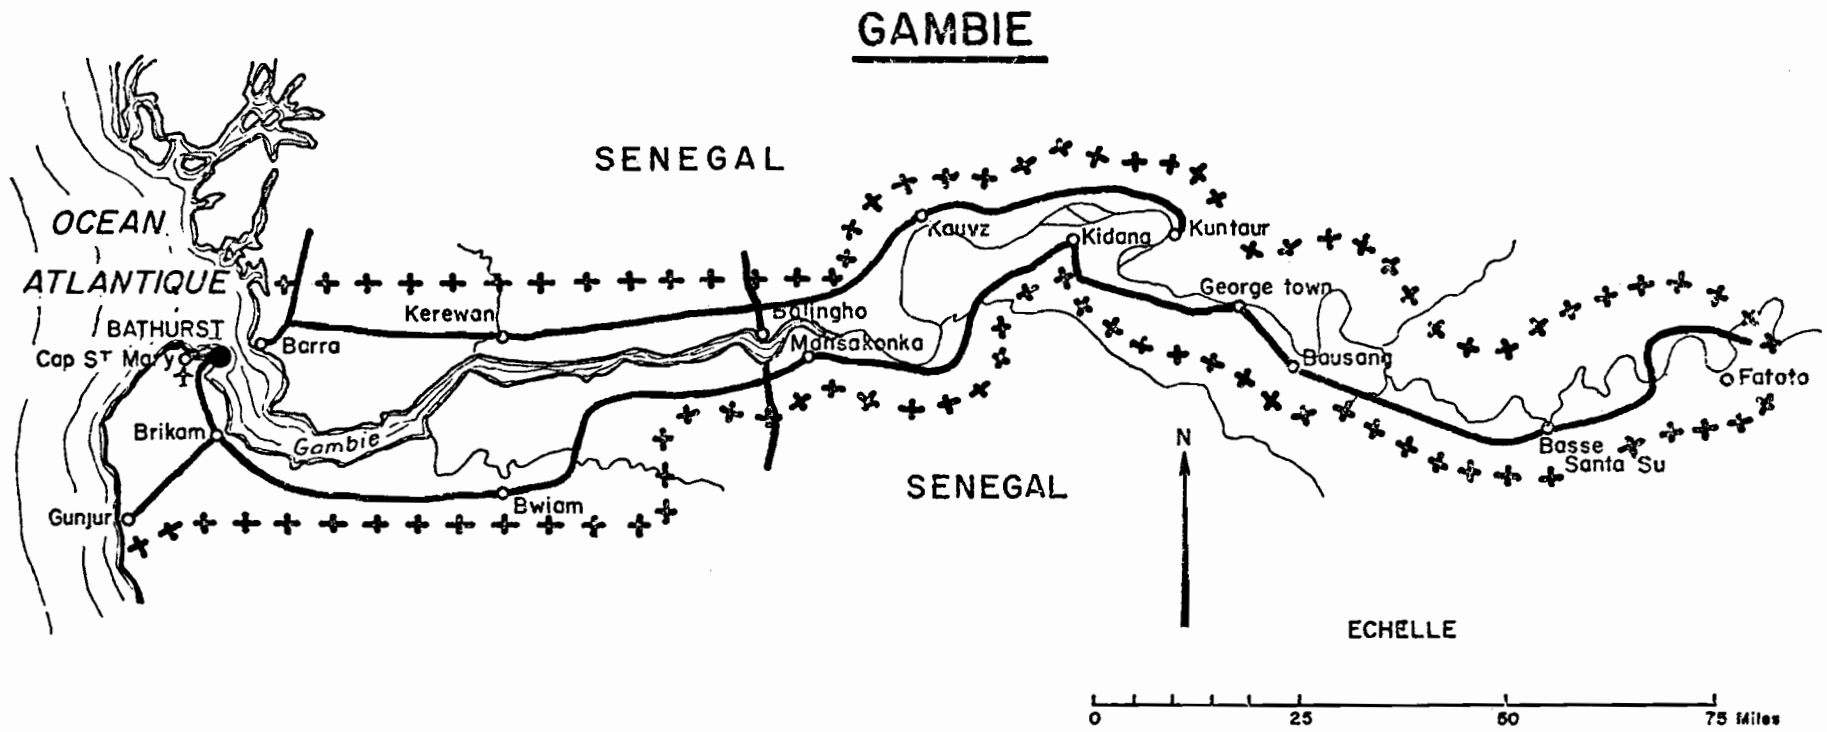 GAMBIE
SENEGAL
OCEAN
ATLANTIQUE
Kauvz
Kidang
Kuntaur
George town
Kerewan
Balingho
BATHURST
Barra
Mansakonka
Cap ST Mary
Bausang
Fatoto
Brikam
Gambie
N
Basse
Santa Su
SENEGAL
Gunjur
Bwiam
ECHELLE
0 25 50 75 Miles